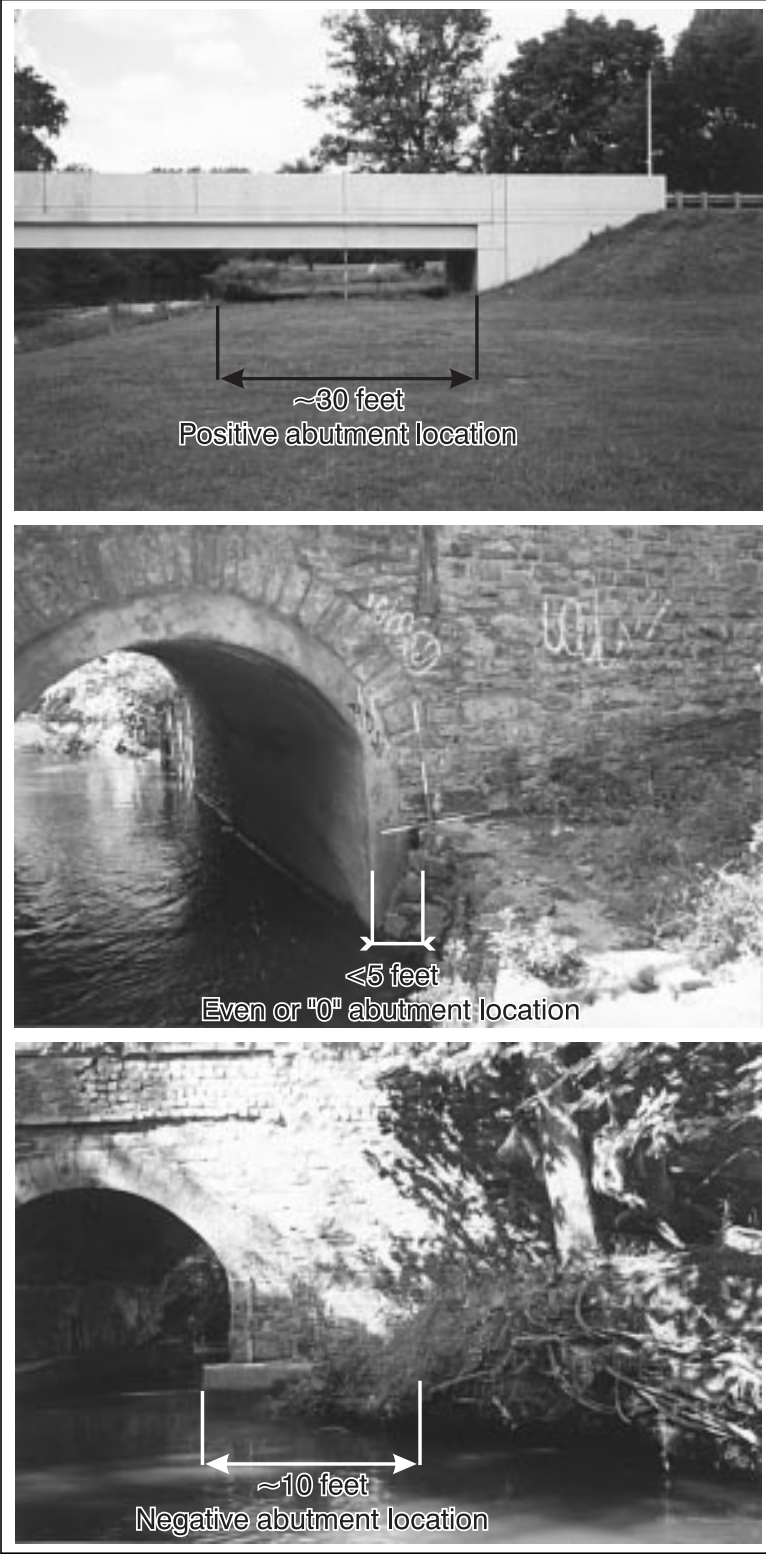 ~30 feet
Positive abutment location
<5 feet
Even or "0" abutment location
~10 feet
Negative abutment location